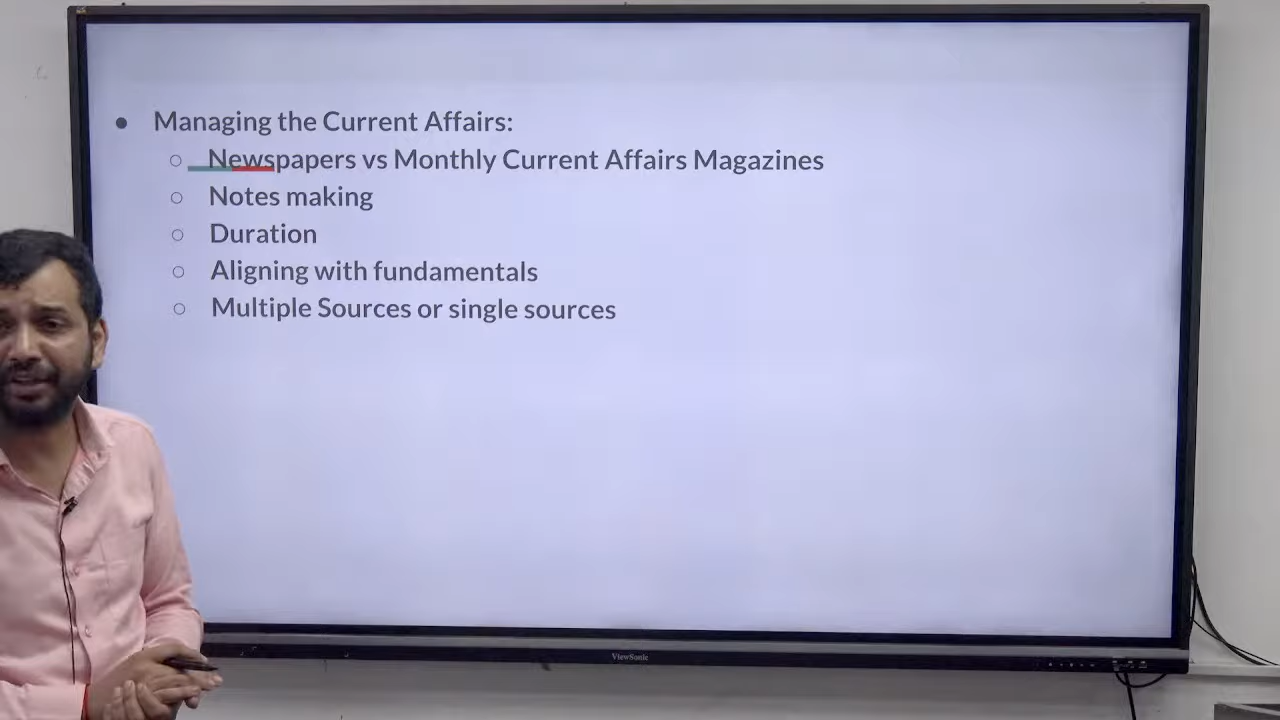 ● Managing the Current Affairs:
○ Newspapers vs Monthly Current Affairs Magazines
○ Notes making
○ Duration
○ Aligning with fundamentals
○ Multiple Sources or single sources
ViewSonic